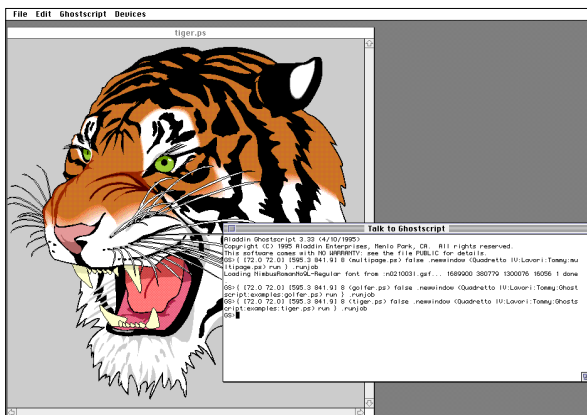 File Edit Ghostscript Devices
tiger.ps
Talk to Ghostscript
Aladdin Ghostscript 3.33 (4/10/1995)
Copyright (C) 1995 Aladdin Enterprises, Menlo Park, CA. All rights reserved.
This software comes with NO WARRANTY: see the file PUBLIC for details.
GS>{ [72.0 72.0] [595.3 841.9] 8 (multipage.ps) false .newwindow (Quadretto IV:Lavori:Tommy:mu
ltipage.ps) run } .runjob
Loading NimbusRomanNo9L-Regular font from :n021003l.gsf... 1689900 380779 1300076 16056 1 done
GS>{ [72.0 72.0] [595.3 841.9] 8 (golfer.ps) false .newwindow (Quadretto IV:Lavori:Tommy:Ghost
script:examples:golfer.ps) run } .runjob
GS>{ [72.0 72.0] [595.3 841.9] 8 (tiger.ps) false .newwindow (Quadretto IV:Lavori:Tommy:Ghosts
cript:examples:tiger.ps) run } .runjob
GS>